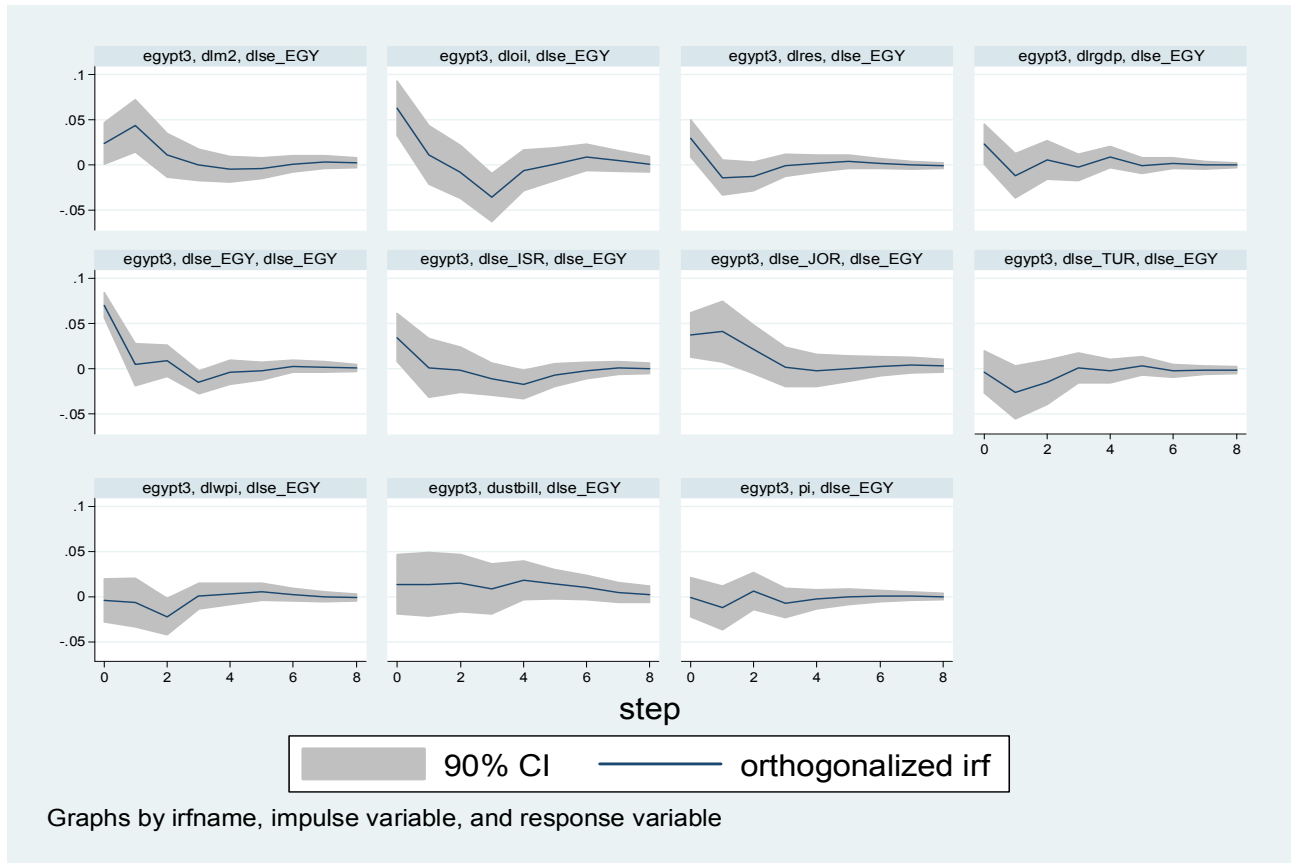 egypt3, dlm2, dlse_EGY egypt3, dloil, dlse_EGY egypt3, dlres, dlse_EGY egypt3, dlrgdp, dlse_EGY
.1
.05
0
-.05
egypt3, dlse_EGY, dlse_EGY egypt3, dlse_ISR, dlse_EGY egypt3, dlse_JOR, dlse_EGY egypt3, dlse_TUR, dlse_EGY
.1
.05
0
-.05
0 2 4 6 8
egypt3, dlwpi, dlse_EGY egypt3, dustbill, dlse_EGY egypt3, pi, dlse_EGY
.1
.05
0
-.05
0 2 4 6 8 0 2 4 6 8 0 2 4 6 8
step
90% CI orthogonalized irf
Graphs by irfname, impulse variable, and response variable